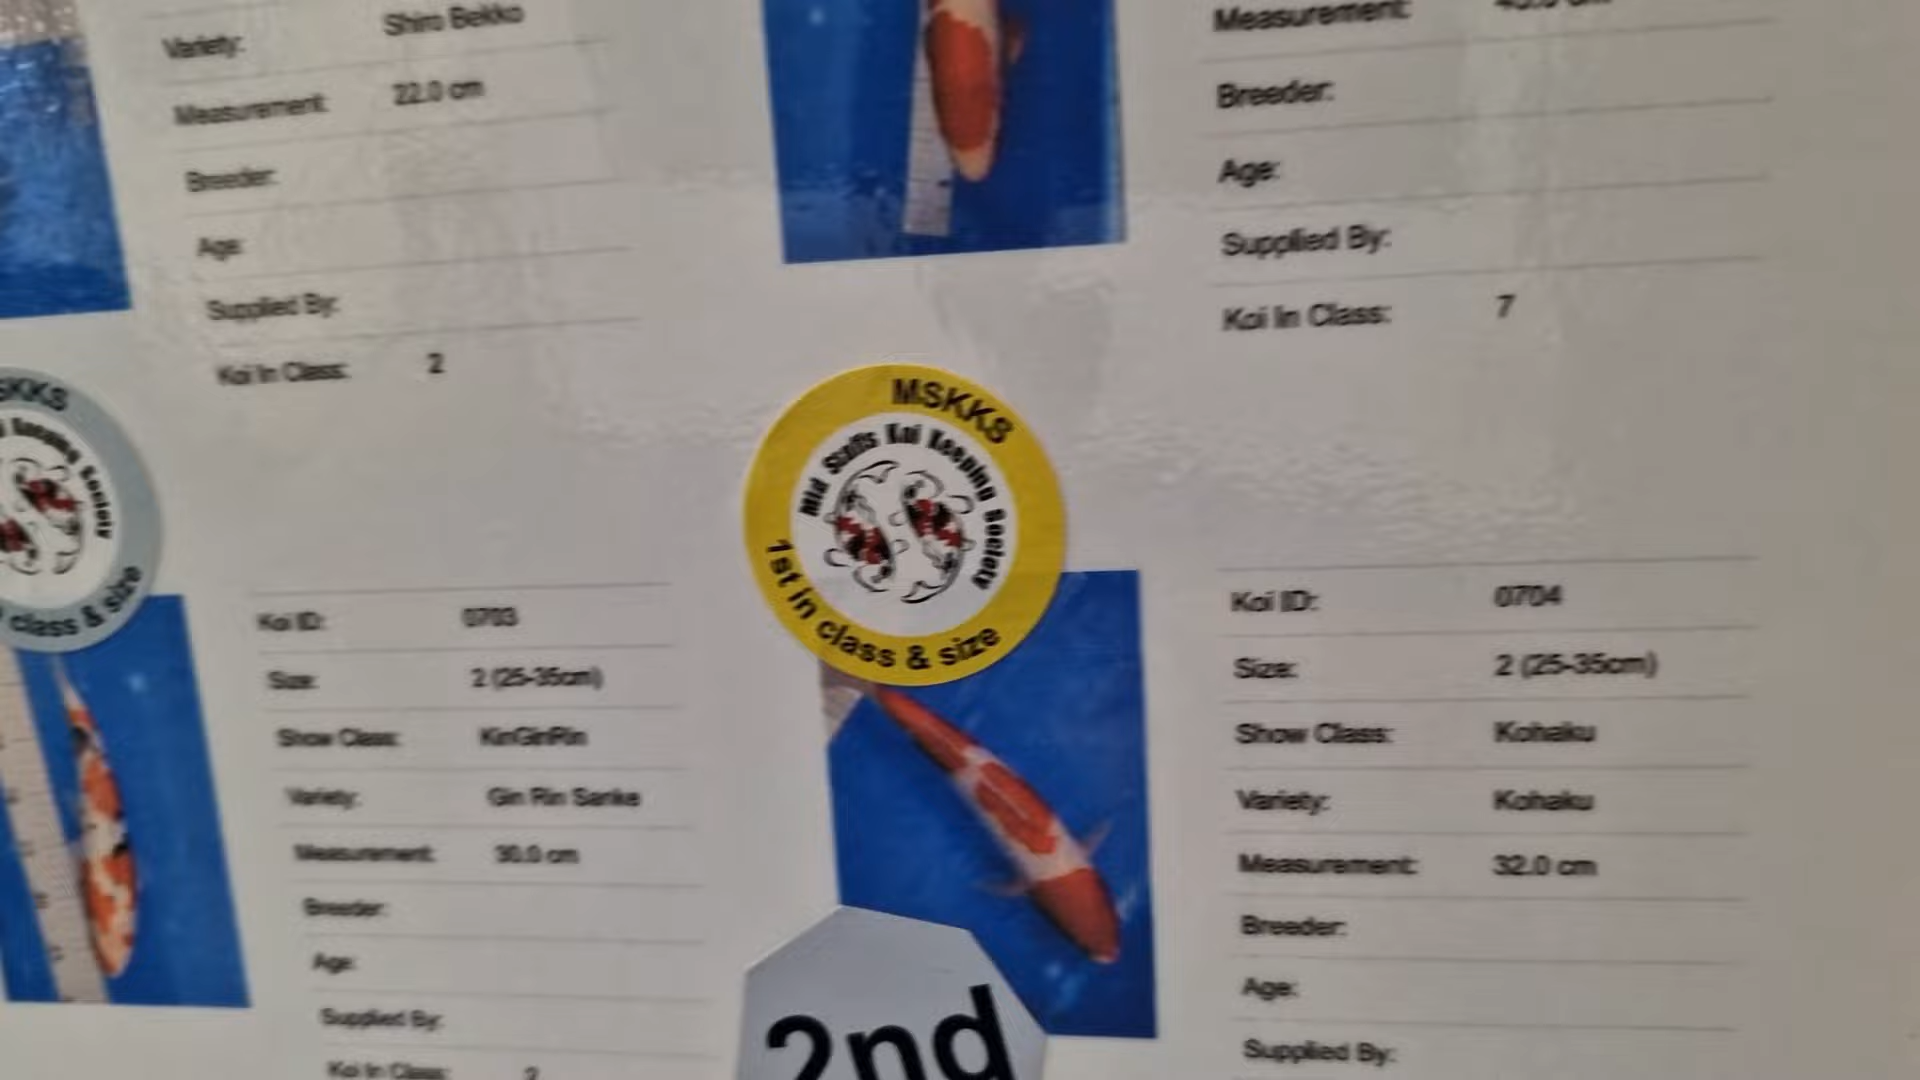 Variety: Shiro Bekko
Measurement: 22.0 cm
Breeder:
Age:
Supplied By:
Koi In Class: 2
Measurement:
Breeder:
Age:
Supplied By:
Koi In Class: 7
SKKS
Keeping Society
class & size
MSKKS
Mid Staffs Koi Keeping Society
1st in class & size
Koi ID: 0703
Size: 2 (25-35cm)
Show Class: KinGinRin
Variety: Gin Rin Sanke
Measurement: 30.0 cm
Breeder:
Age:
Supplied By:
Koi In Class:
2nd
Koi ID: 0704
Size: 2 (25-35cm)
Show Class: Kohaku
Variety: Kohaku
Measurement: 32.0 cm
Breeder:
Age:
Supplied By: